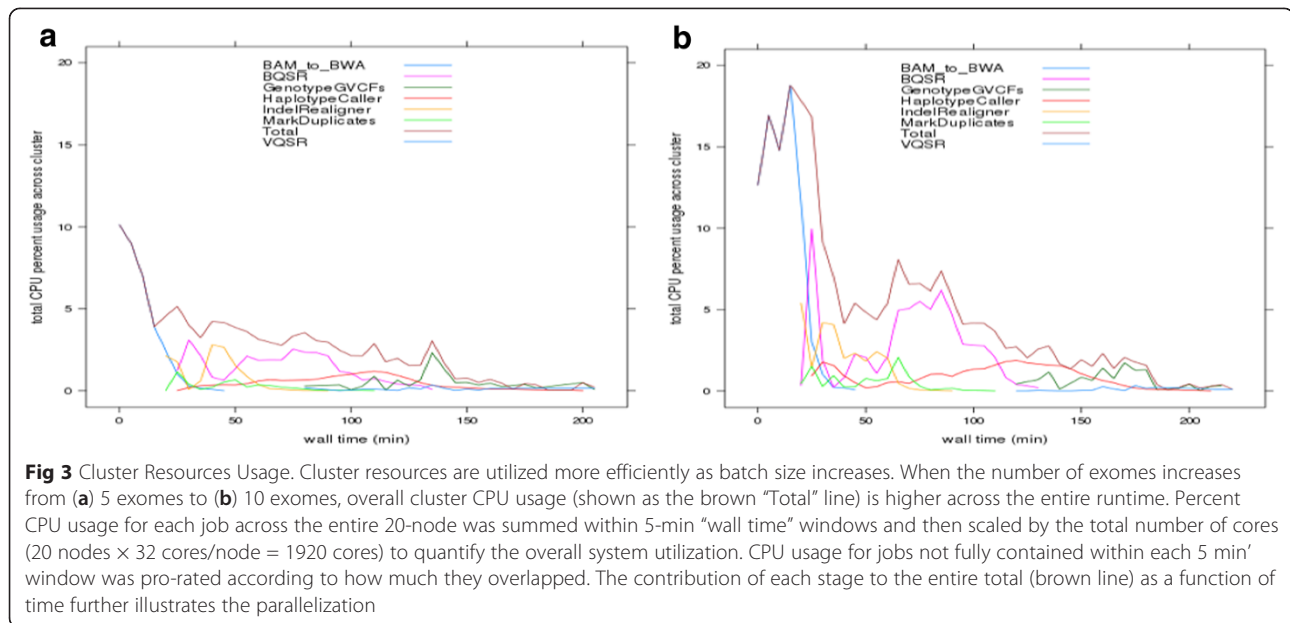 a
b
20
15
10
5
0
total CPU percent usage across cluster
BAM_to_BWA
BQSR
GenotypeGVCFs
HaplotypeCaller
IndelRealigner
MarkDuplicates
Total
VQSR
0
50
100
150
200
wall time (min)
20
15
10
5
0
total CPU percent usage across cluster
BAM_to_BWA
BQSR
GenotypeGVCFs
HaplotypeCaller
IndelRealigner
MarkDuplicates
Total
VQSR
0
50
100
150
200
wall time (min)
Fig 3 Cluster Resources Usage. Cluster resources are utilized more efficiently as batch size increases. When the number of exomes increases
from (a) 5 exomes to (b) 10 exomes, overall cluster CPU usage (shown as the brown “Total” line) is higher across the entire runtime. Percent
CPU usage for each job across the entire 20-node was summed within 5-min “wall time” windows and then scaled by the total number of cores
(20 nodes × 32 cores/node = 1920 cores) to quantify the overall system utilization. CPU usage for jobs not fully contained within each 5 min’
window was pro-rated according to how much they overlapped. The contribution of each stage to the entire total (brown line) as a function of
time further illustrates the parallelization